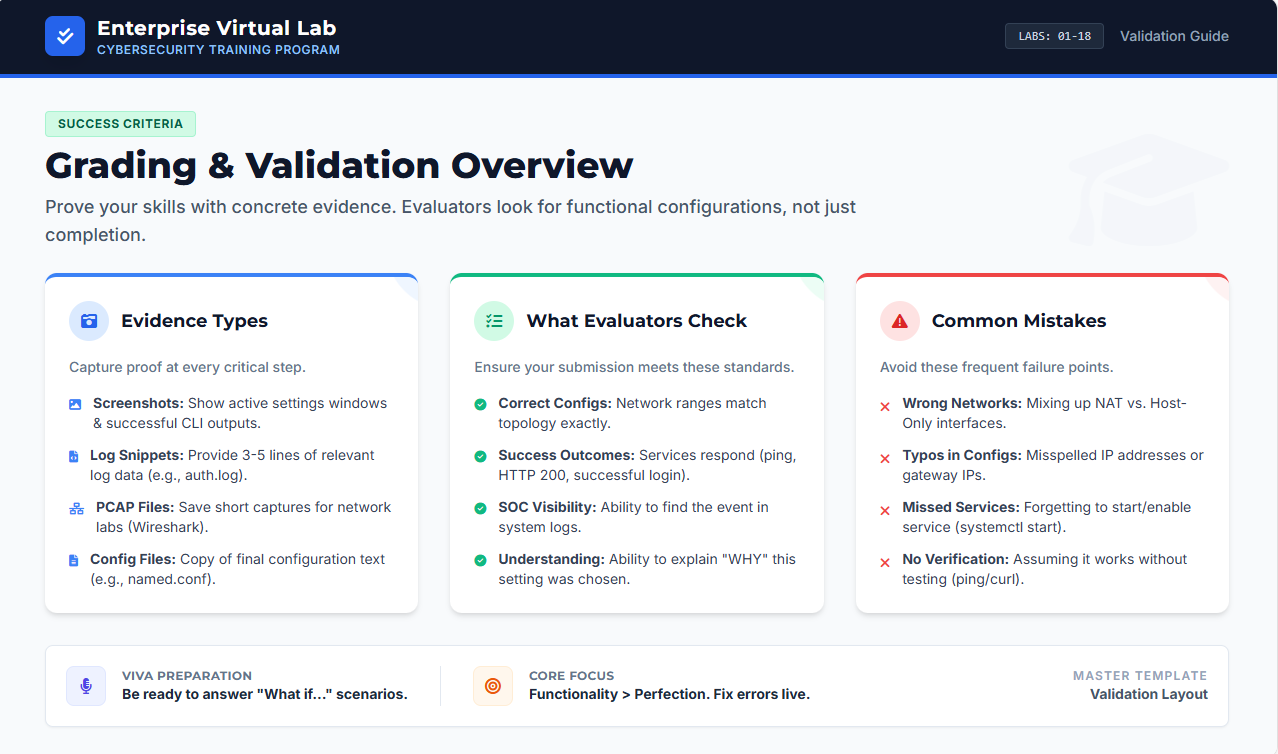 Enterprise Virtual Lab
CYBERSECURITY TRAINING PROGRAM
LABS: 01-18
Validation Guide
SUCCESS CRITERIA
Grading & Validation Overview
Prove your skills with concrete evidence. Evaluators look for functional configurations, not just
completion.
Evidence Types
Capture proof at every critical step.
Screenshots: Show active settings windows
& successful CLI outputs.
Log Snippets: Provide 3-5 lines of relevant
log data (e.g., auth.log).
PCAP Files: Save short captures for network
labs (Wireshark).
Config Files: Copy of final configuration text
(e.g., named.conf).
What Evaluators Check
Ensure your submission meets these standards.
Correct Configs: Network ranges match
topology exactly.
Success Outcomes: Services respond (ping,
HTTP 200, successful login).
SOC Visibility: Ability to find the event in
system logs.
Understanding: Ability to explain "WHY" this
setting was chosen.
Common Mistakes
Avoid these frequent failure points.
Wrong Networks: Mixing up NAT vs. Host-
Only interfaces.
Typos in Configs: Misspelled IP addresses or
gateway IPs.
Missed Services: Forgetting to start/enable
service (systemctl start).
No Verification: Assuming it works without
testing (ping/curl).
VIVA PREPARATION
Be ready to answer "What if..." scenarios.
CORE FOCUS
Functionality > Perfection. Fix errors live.
MASTER TEMPLATE
Validation Layout